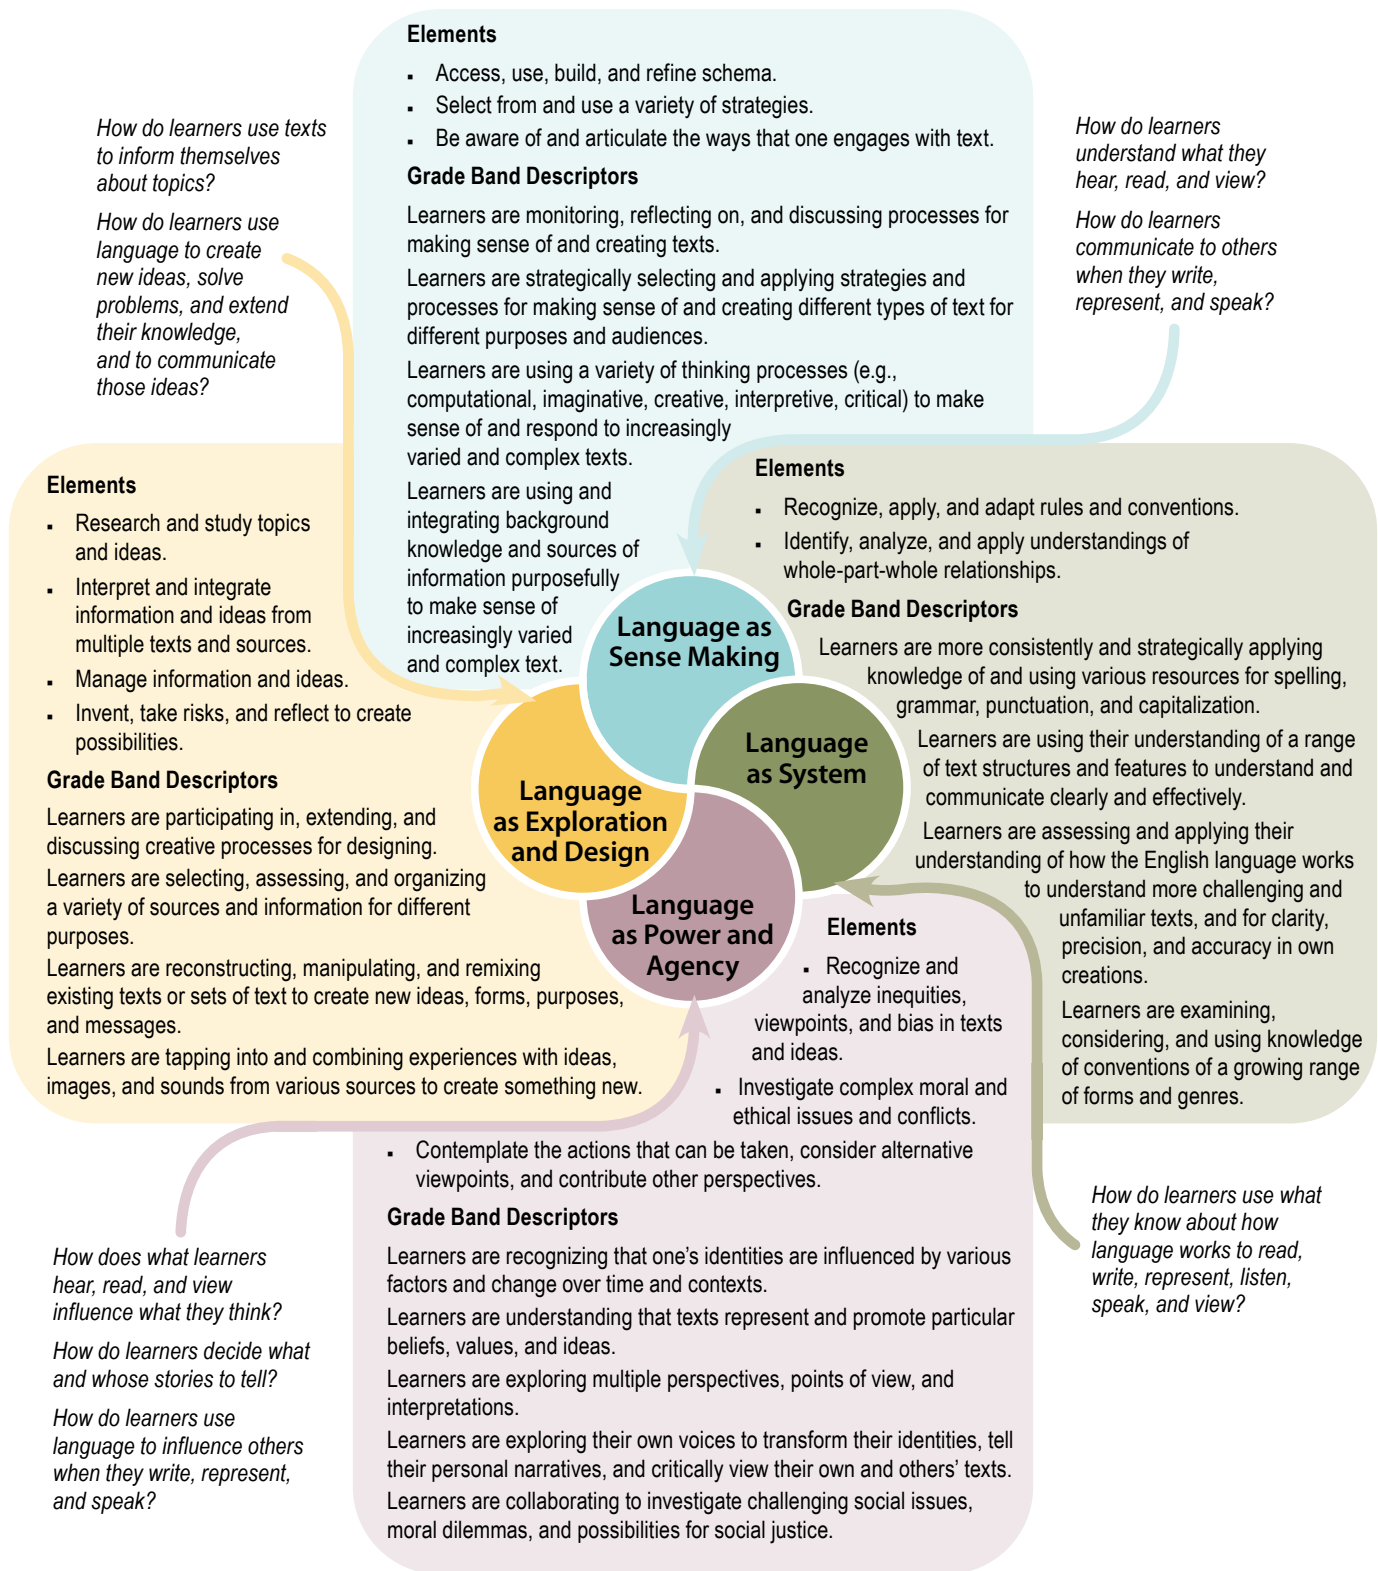 Elements
▪ Access, use, build, and refine schema.
▪ Select from and use a variety of strategies.
▪ Be aware of and articulate the ways that one engages with text.
Grade Band Descriptors
Learners are monitoring, reflecting on, and discussing processes for
making sense of and creating texts.
Learners are strategically selecting and applying strategies and
processes for making sense of and creating different types of text for
different purposes and audiences.
Learners are using a variety of thinking processes (e.g.,
computational, imaginative, creative, interpretive, critical) to make
sense of and respond to increasingly
varied and complex texts.
Learners are using and
integrating background
knowledge and sources of
information purposefully
to make sense of
increasingly varied
and complex text.
How do learners use texts
to inform themselves
about topics?
How do learners use
language to create
new ideas, solve
problems, and extend
their knowledge,
and to communicate
those ideas?
How do learners
understand what they
hear, read, and view?
How do learners
communicate to others
when they write,
represent, and speak?
Elements
▪ Research and study topics
and ideas.
▪ Interpret and integrate
information and ideas from
multiple texts and sources.
▪ Manage information and ideas.
▪ Invent, take risks, and reflect to create
possibilities.
Grade Band Descriptors
Learners are participating in, extending, and
discussing creative processes for designing.
Learners are selecting, assessing, and organizing
a variety of sources and information for different
purposes.
Learners are reconstructing, manipulating, and remixing
existing texts or sets of text to create new ideas, forms, purposes,
and messages.
Learners are tapping into and combining experiences with ideas,
images, and sounds from various sources to create something new.
Language as
Sense Making
Language
as System
Language
as Exploration
and Design
Language
as Power and
Agency
Elements
▪ Recognize, apply, and adapt rules and conventions.
▪ Identify, analyze, and apply understandings of
whole-part-whole relationships.
Grade Band Descriptors
Learners are more consistently and strategically applying
knowledge of and using various resources for spelling,
grammar, punctuation, and capitalization.
Learners are using their understanding of a range
of text structures and features to understand and
communicate clearly and effectively.
Learners are assessing and applying their
understanding of how the English language works
to understand more challenging and
unfamiliar texts, and for clarity,
precision, and accuracy in own
creations.
Learners are examining,
considering, and using knowledge
of conventions of a growing range
of forms and genres.
Elements
▪ Recognize and
analyze inequities,
viewpoints, and bias in texts
and ideas.
▪ Investigate complex moral and
ethical issues and conflicts.
▪ Contemplate the actions that can be taken, consider alternative
viewpoints, and contribute other perspectives.
Grade Band Descriptors
Learners are recognizing that one’s identities are influenced by various
factors and change over time and contexts.
Learners are understanding that texts represent and promote particular
beliefs, values, and ideas.
Learners are exploring multiple perspectives, points of view, and
interpretations.
Learners are exploring their own voices to transform their identities, tell
their personal narratives, and critically view their own and others’ texts.
Learners are collaborating to investigate challenging social issues,
moral dilemmas, and possibilities for social justice.
How does what learners
hear, read, and view
influence what they think?
How do learners decide what
and whose stories to tell?
How do learners use
language to influence others
when they write, represent,
and speak?
How do learners use what
they know about how
language works to read,
write, represent, listen,
speak, and view?